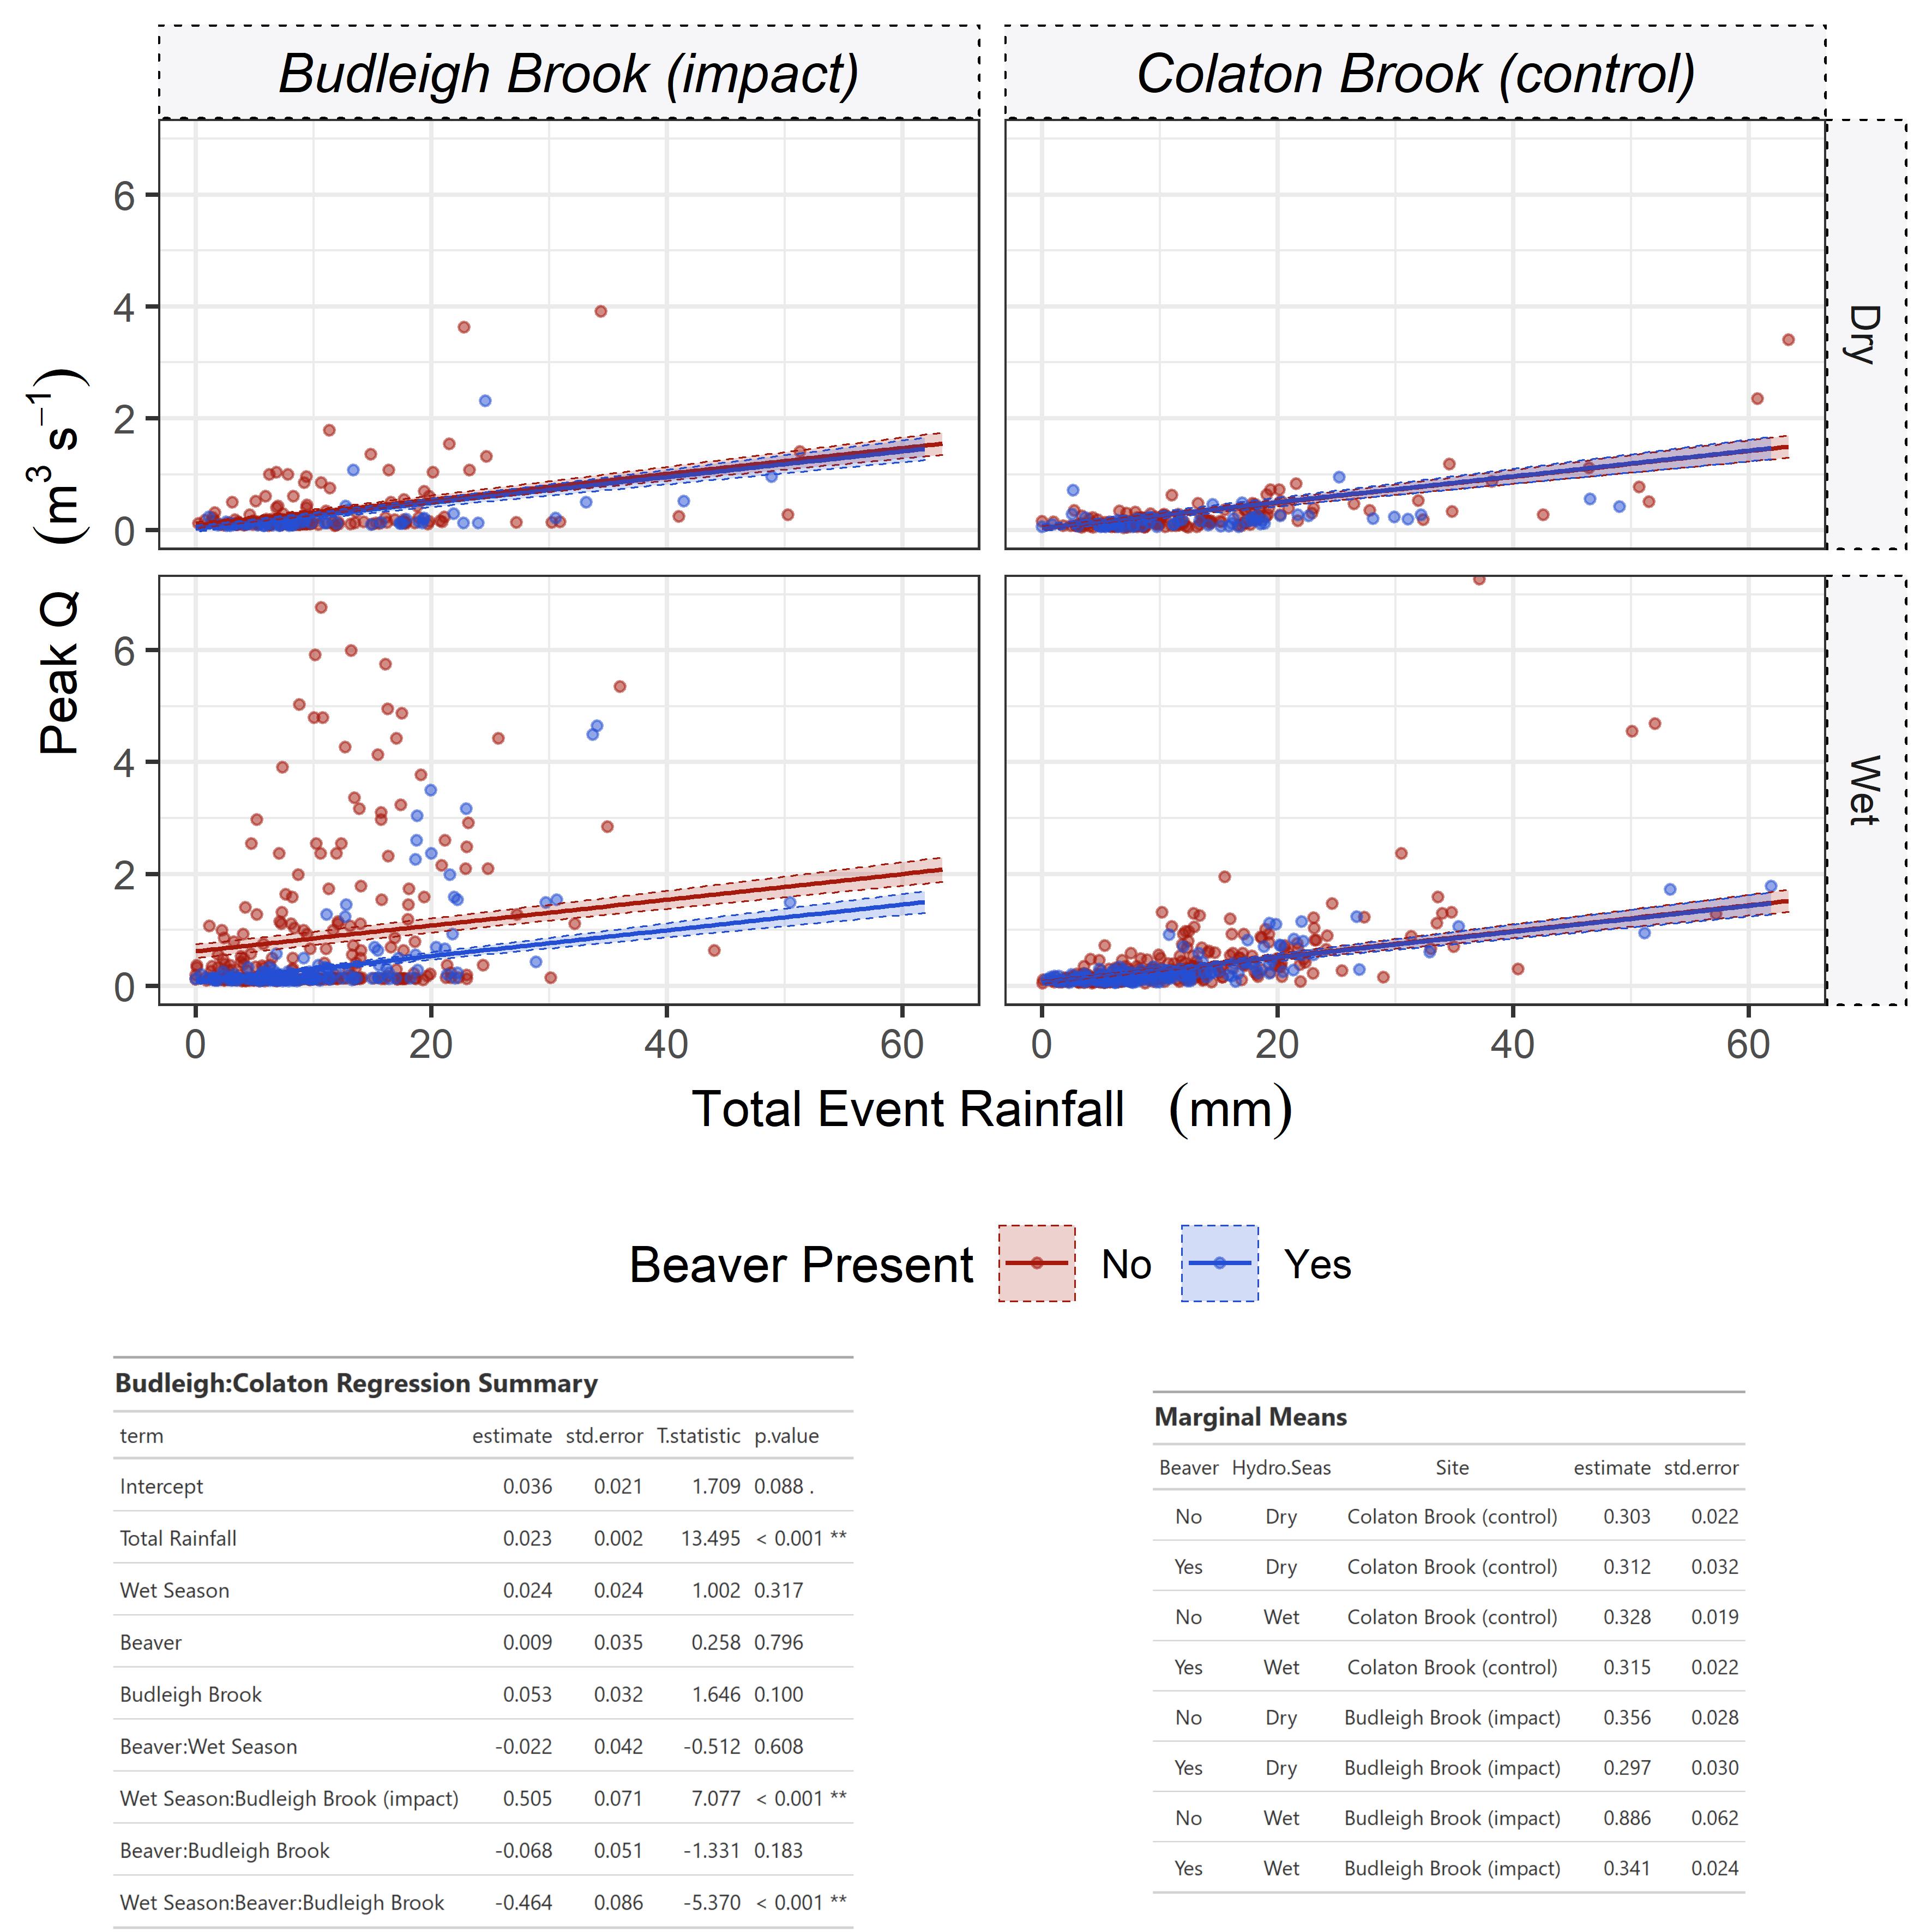 Budleigh Brook (impact) Colaton Brook (control)
6
4
2
0
Dry
6
4
2
0
Wet
Peak Q (m³ s⁻¹)
0 20 40 60 0 20 40 60
Total Event Rainfall (mm)
Beaver Present No Yes
Budleigh:Colaton Regression Summary
term estimate std.error T.statistic p.value
Intercept 0.036 0.021 1.709 0.088 .
Total Rainfall 0.023 0.002 13.495 < 0.001 **
Wet Season 0.024 0.024 1.002 0.317
Beaver 0.009 0.035 0.258 0.796
Budleigh Brook 0.053 0.032 1.646 0.100
Beaver:Wet Season -0.022 0.042 -0.512 0.608
Wet Season:Budleigh Brook (impact) 0.505 0.071 7.077 < 0.001 **
Beaver:Budleigh Brook -0.068 0.051 -1.331 0.183
Wet Season:Beaver:Budleigh Brook -0.464 0.086 -5.370 < 0.001 **
Marginal Means
Beaver Hydro.Seas Site estimate std.error
No Dry Colaton Brook (control) 0.303 0.022
Yes Dry Colaton Brook (control) 0.312 0.032
No Wet Colaton Brook (control) 0.328 0.019
Yes Wet Colaton Brook (control) 0.315 0.022
No Dry Budleigh Brook (impact) 0.356 0.028
Yes Dry Budleigh Brook (impact) 0.297 0.030
No Wet Budleigh Brook (impact) 0.886 0.062
Yes Wet Budleigh Brook (impact) 0.341 0.024